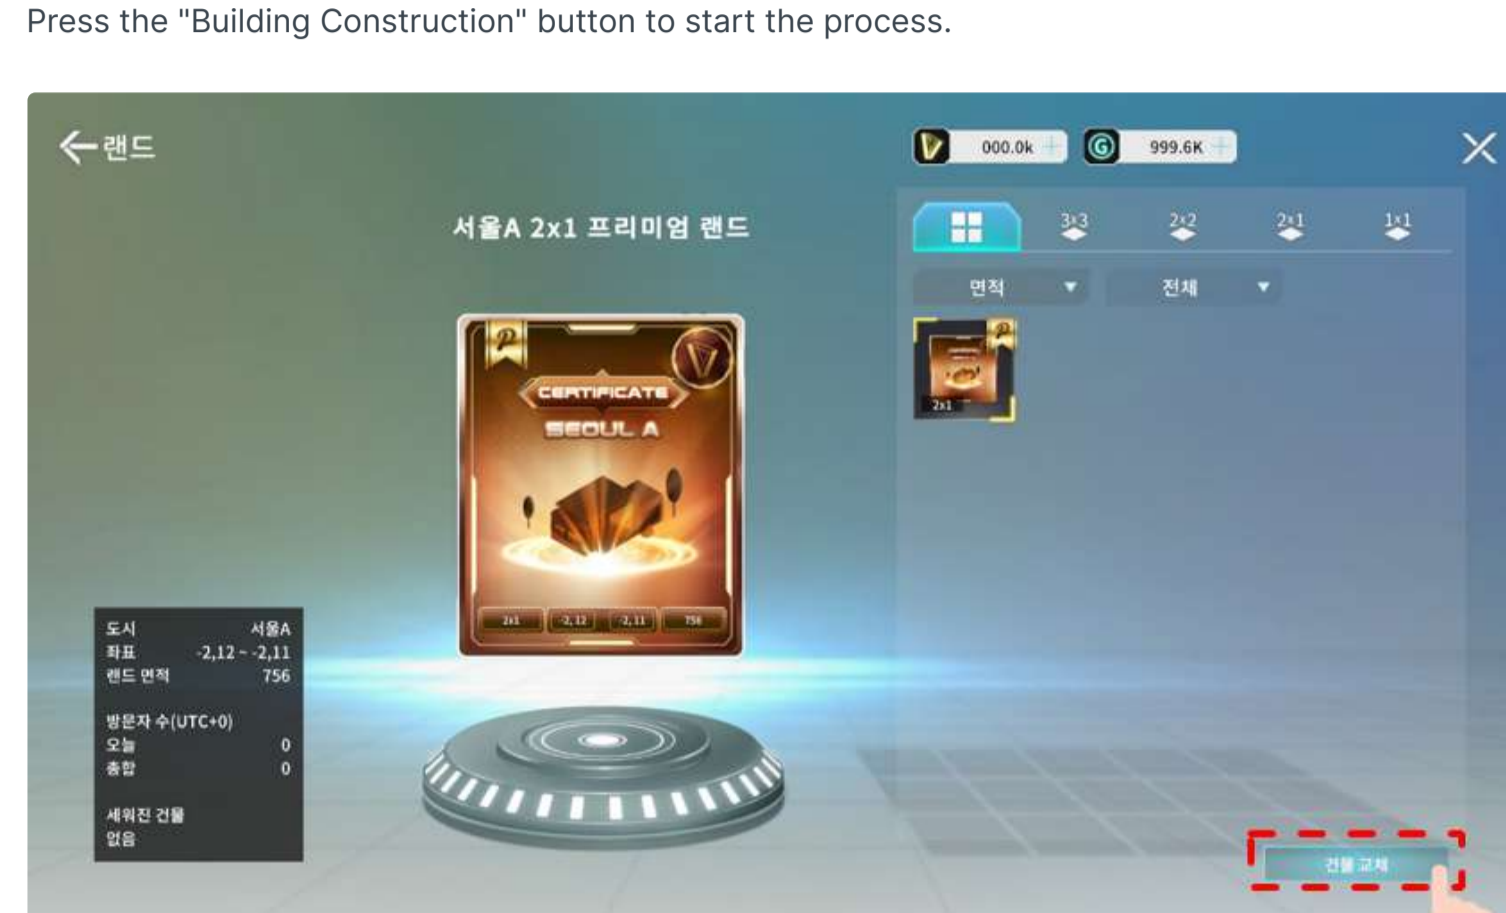 Press the "Building Construction" button to start the process.
랜드
000.0k
999.6K
서울A 2x1 프리미엄 랜드
3x3
2x2
2x1
1x1
면적
전체
CERTIFICATE
SEOUL A
2x1
-2, 12
-2, 11
756
2x1
도시 서울A
좌표 -2,12 ~ -2,11
랜드 면적 756
방문자 수(UTC+0)
오늘 0
총합 0
세워진 건물
없음
건물 교체